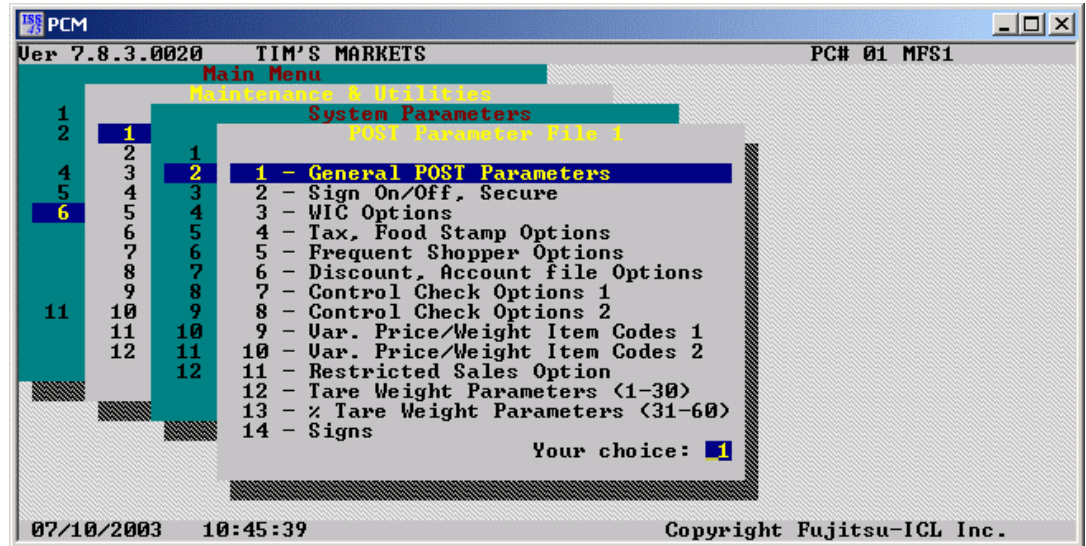 ISS 45 PCM
Ver 7.8.3.0020 TIM'S MARKETS PC# 01 MFS1
Main Menu
Maintenance & Utilities
1 System Parameters
2 1 POST Parameter File 1
2 1
4 3 2 1 - General POST Parameters
5 4 3 2 - Sign On/Off, Secure
6 5 4 3 - WIC Options
6 5 4 - Tax, Food Stamp Options
7 6 5 - Frequent Shopper Options
8 7 6 - Discount, Account file Options
9 8 7 - Control Check Options 1
11 10 9 8 - Control Check Options 2
11 10 9 - Var. Price/Weight Item Codes 1
12 11 10 - Var. Price/Weight Item Codes 2
12 11 - Restricted Sales Option
12 - Tare Weight Parameters (1-30)
13 - % Tare Weight Parameters (31-60)
14 - Signs
Your choice: 1
07/10/2003 10:45:39 Copyright Fujitsu-ICL Inc.